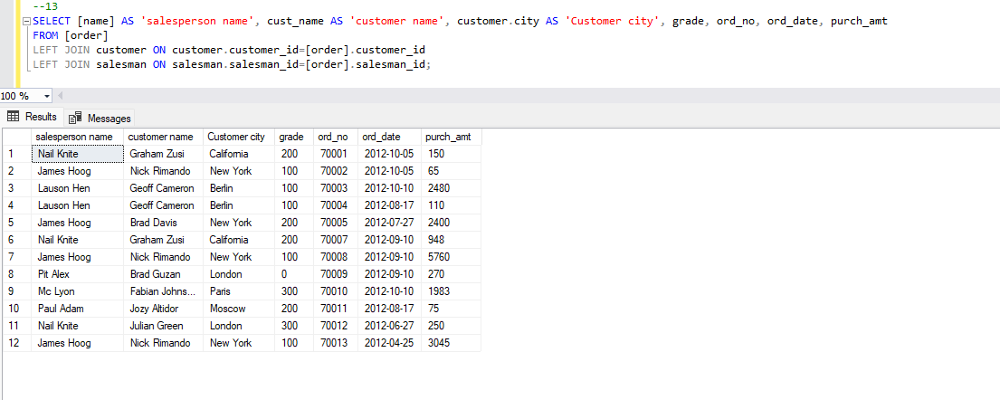 --13
SELECT [name] AS 'salesperson name', cust_name AS 'customer name', customer.city AS 'Customer city', grade, ord_no, ord_date, purch_amt
FROM [order]
LEFT JOIN customer ON customer.customer_id=[order].customer_id
LEFT JOIN salesman ON salesman.salesman_id=[order].salesman_id;
100 %
Results Messages
salesperson name customer name Customer city grade ord_no ord_date purch_amt
1 Nail Knite Graham Zusi California 200 70001 2012-10-05 150
2 James Hoog Nick Rimando New York 100 70002 2012-10-05 65
3 Lauson Hen Geoff Cameron Berlin 100 70003 2012-10-10 2480
4 Lauson Hen Geoff Cameron Berlin 100 70004 2012-08-17 110
5 James Hoog Brad Davis New York 200 70005 2012-07-27 2400
6 Nail Knite Graham Zusi California 200 70007 2012-09-10 948
7 James Hoog Nick Rimando New York 100 70008 2012-09-10 5760
8 Pit Alex Brad Guzan London 0 70009 2012-09-10 270
9 Mc Lyon Fabian Johns... Paris 300 70010 2012-10-10 1983
10 Paul Adam Jozy Altidor Moscow 200 70011 2012-08-17 75
11 Nail Knite Julian Green London 300 70012 2012-06-27 250
12 James Hoog Nick Rimando New York 100 70013 2012-04-25 3045